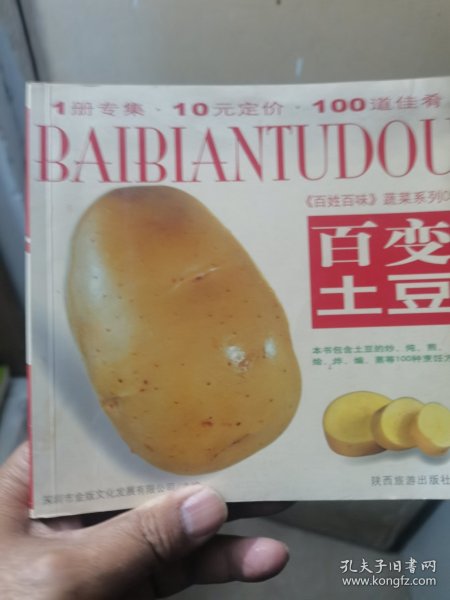 1册专集·10元定价·100道佳肴
BAIBIANTUDOU
《百姓百味》蔬菜系列
百变
土豆
本书包含土豆的炒、炖、煎、
烩、炸、焗、蒸等100种烹饪
深圳市金版文化发展有限公司
陕西旅游出版社
孔夫子旧书网
www.kongfz.com